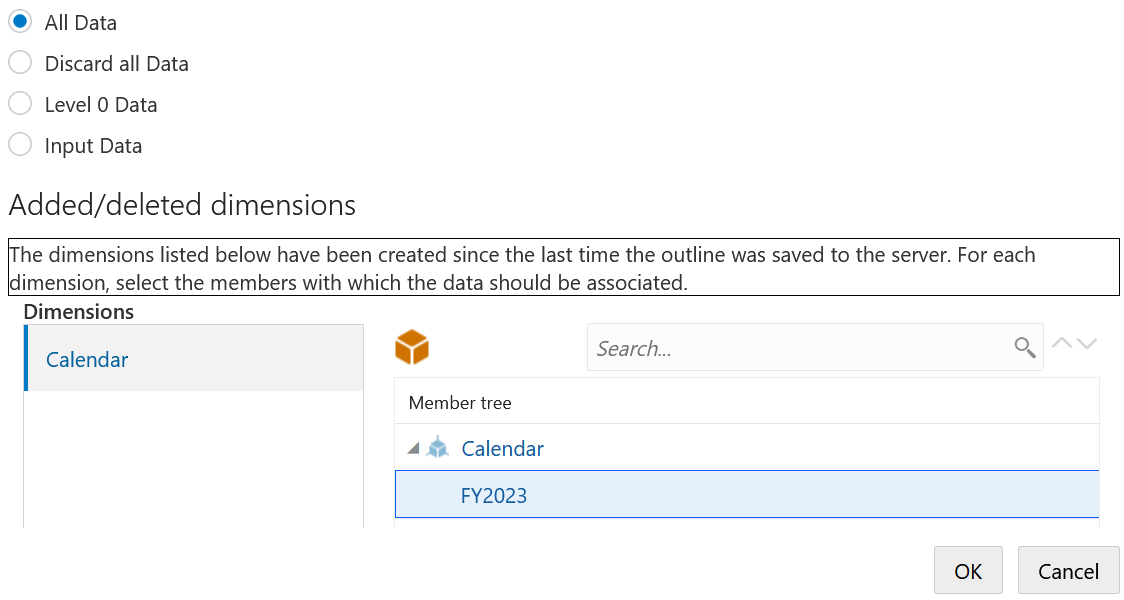 All Data
Discard all Data
Level 0 Data
Input Data
Added/deleted dimensions
The dimensions listed below have been created since the last time the outline was saved to the server. For each
dimension, select the members with which the data should be associated.
Dimensions
Calendar
Search...
Member tree
Calendar
FY2023
OK
Cancel